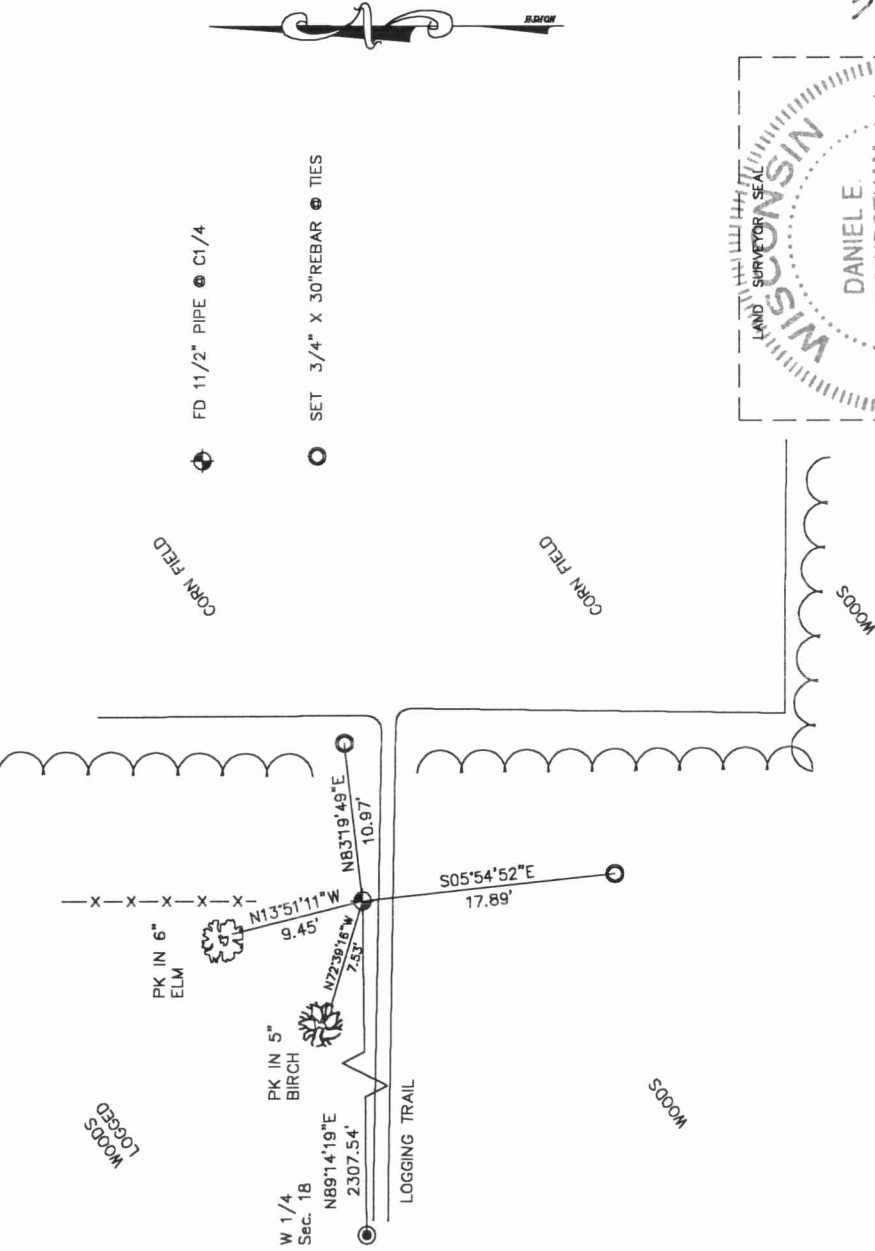 NORTH
FD 11/2" PIPE @ C1/4
SET 3/4" X 30"REBAR @ TIES
CORN FIELD
CORN FIELD
WOODS
LOGGED
PK IN 6"
ELM
N13°51'11"W
9.45'
N83°19'49"E
10.97'
PK IN 5"
BIRCH
N72°39'16"W
7.53'
W 1/4
Sec. 18
N89°14'19"E
2307.54'
LOGGING TRAIL
S05°54'52"E
17.89'
WOODS
WOODS
LAND SURVEYOR SEAL
WISCONSIN
DANIEL E.